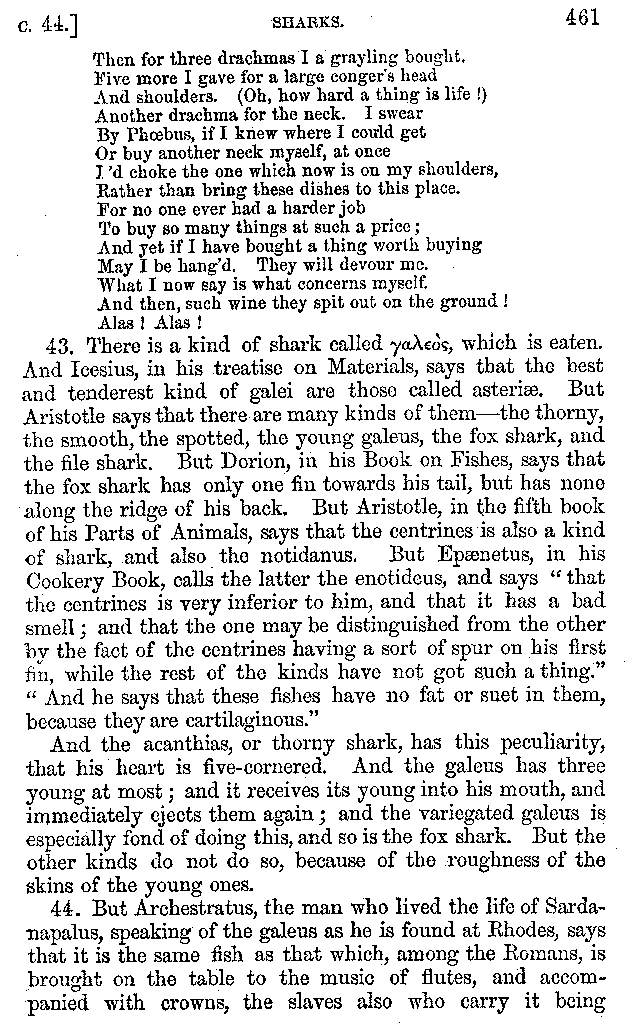 c. 44.] SHARKS. 461
Then for three drachmas I a grayling bought.
Five more I gave for a large conger's head
And shoulders. (Oh, how hard a thing is life !)
Another drachma for the neck. I swear
By Phœbus, if I knew where I could get
Or buy another neck myself, at once
I 'd choke the one which now is on my shoulders,
Rather than bring these dishes to this place.
For no one ever had a harder job
To buy so many things at such a price ;
And yet if I have bought a thing worth buying
May I be hang'd. They will devour me.
What I now say is what concerns myself.
And then, such wine they spit out on the ground !
Alas ! Alas !
43. There is a kind of shark called γαλεὸς, which is eaten.
And Icesius, in his treatise on Materials, says that the best
and tenderest kind of galei are those called asteriæ. But
Aristotle says that there are many kinds of them—the thorny,
the smooth, the spotted, the young galeus, the fox shark, and
the file shark. But Dorion, in his Book on Fishes, says that
the fox shark has only one fin towards his tail, but has none
along the ridge of his back. But Aristotle, in the fifth book
of his Parts of Animals, says that the centrines is also a kind
of shark, and also the notidanus. But Epænetus, in his
Cookery Book, calls the latter the enotideus, and says " that
the centrines is very inferior to him, and that it has a bad
smell ; and that the one may be distinguished from the other
by the fact of the centrines having a sort of spur on his first
fin, while the rest of the kinds have not got such a thing."
" And he says that these fishes have no fat or suet in them,
because they are cartilaginous."
And the acanthias, or thorny shark, has this peculiarity,
that his heart is five-cornered. And the galeus has three
young at most ; and it receives its young into his mouth, and
immediately ejects them again ; and the variegated galeus is
especially fond of doing this, and so is the fox shark. But the
other kinds do not do so, because of the roughness of the
skins of the young ones.
44. But Archestratus, the man who lived the life of Sarda-
napalus, speaking of the galeus as he is found at Rhodes, says
that it is the same fish as that which, among the Romans, is
brought on the table to the music of flutes, and accom-
panied with crowns, the slaves also who carry it being